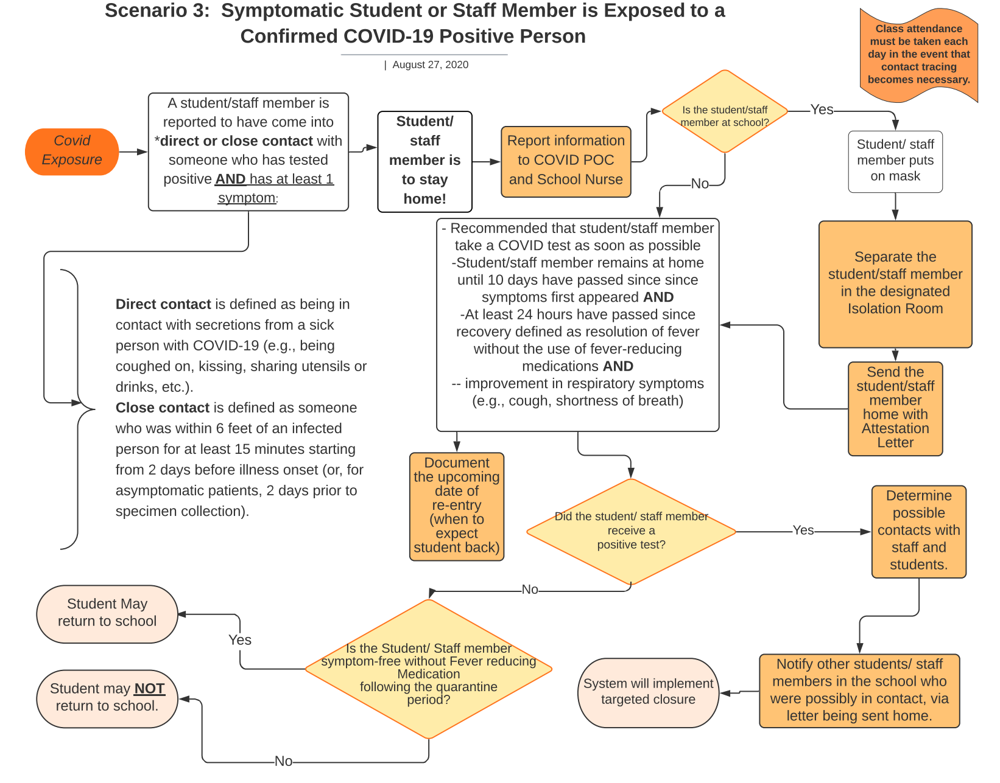 Scenario 3:  Symptomatic Student or Staff Member is Exposed to a
Confirmed COVID-19 Positive Person
|  August 27, 2020
Class attendance
must be taken each
day in the event that
contact tracing
becomes necessary.
Covid
Exposure
A student/staff member is
reported to have come into
*direct or close contact with
someone who has tested
positive AND has at least 1
symptom:
Student/
staff
member is
to stay
home!
Report information
to COVID POC
and School Nurse
Is the student/staff
member at school?
Yes
No
Student/ staff
member puts
on mask
Separate the
student/staff member
in the designated
Isolation Room
Send the
student/staff
member
home with
Attestation
Letter
- Recommended that student/staff member
take a COVID test as soon as possible
-Student/staff member remains at home
until 10 days have passed since since
symptoms first appeared AND
-At least 24 hours have passed since
recovery defined as resolution of fever
without the use of fever-reducing
medications AND
-- improvement in respiratory symptoms
(e.g., cough, shortness of breath)
Direct contact is defined as being in
contact with secretions from a sick
person with COVID-19 (e.g., being
coughed on, kissing, sharing utensils or
drinks, etc.).
Close contact is defined as someone
who was within 6 feet of an infected
person for at least 15 minutes starting
from 2 days before illness onset (or, for
asymptomatic patients, 2 days prior to
specimen collection).
Document
the upcoming
date of
re-entry
(when to
expect
student back)
Did the student/ staff member
receive a
positive test?
Yes
No
Determine
possible
contacts with
staff and
students.
Notify other students/ staff
members in the school who
were possibly in contact, via
letter being sent home.
System will implement
targeted closure
Is the Student/ Staff member
symptom-free without Fever reducing
Medication
following the quarantine
period?
Yes
No
Student May
return to school
Student may NOT
return to school.